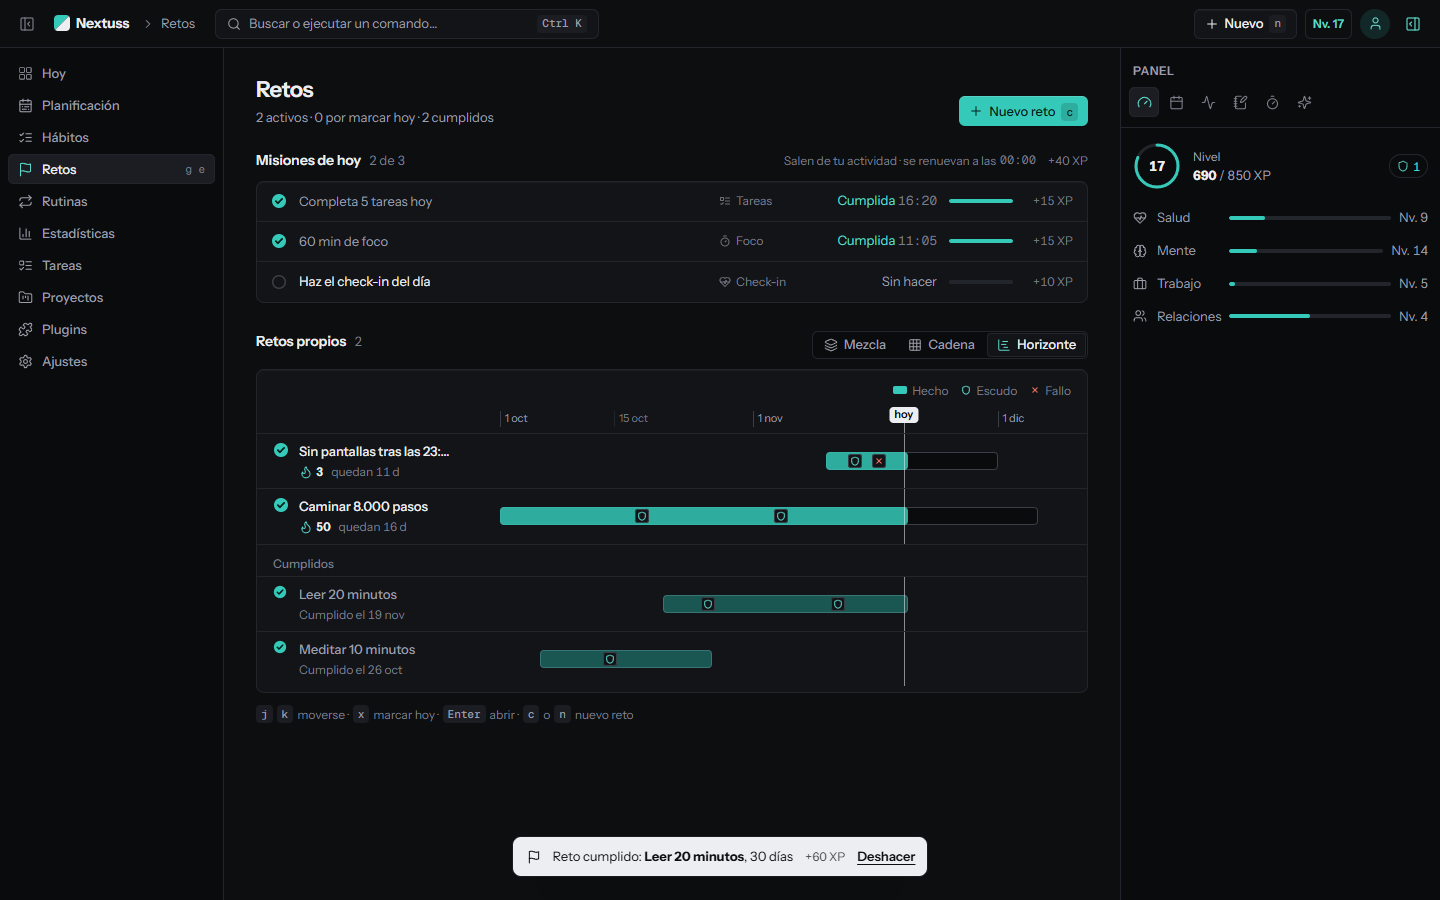 Nextuss > Retos
Buscar o ejecutar un comando... Ctrl K
Nuevo n
Nv. 17
Hoy
Planificación
Hábitos
Retos g e
Rutinas
Estadísticas
Tareas
Proyectos
Plugins
Ajustes
Retos
2 activos · 0 por marcar hoy · 2 cumplidos
Nuevo reto c
Misiones de hoy 2 de 3
Salen de tu actividad · se renuevan a las 00:00 +40 XP
Completa 5 tareas hoy Tareas Cumplida 16:20 +15 XP
60 min de foco Foco Cumplida 11:05 +15 XP
Haz el check-in del día Check-in Sin hacer +10 XP
Retos propios 2
Mezcla Cadena Horizonte
Hecho Escudo Fallo
1 oct 15 oct 1 nov hoy 1 dic
Sin pantallas tras las 23:...
3 quedan 11 d
Caminar 8.000 pasos
50 quedan 16 d
Cumplidos
Leer 20 minutos
Cumplido el 19 nov
Meditar 10 minutos
Cumplido el 26 oct
j k moverse · x marcar hoy · Enter abrir · c o n nuevo reto
PANEL
17
Nivel
690 / 850 XP
1
Salud Nv. 9
Mente Nv. 14
Trabajo Nv. 5
Relaciones Nv. 4
Reto cumplido: Leer 20 minutos, 30 días +60 XP Deshacer